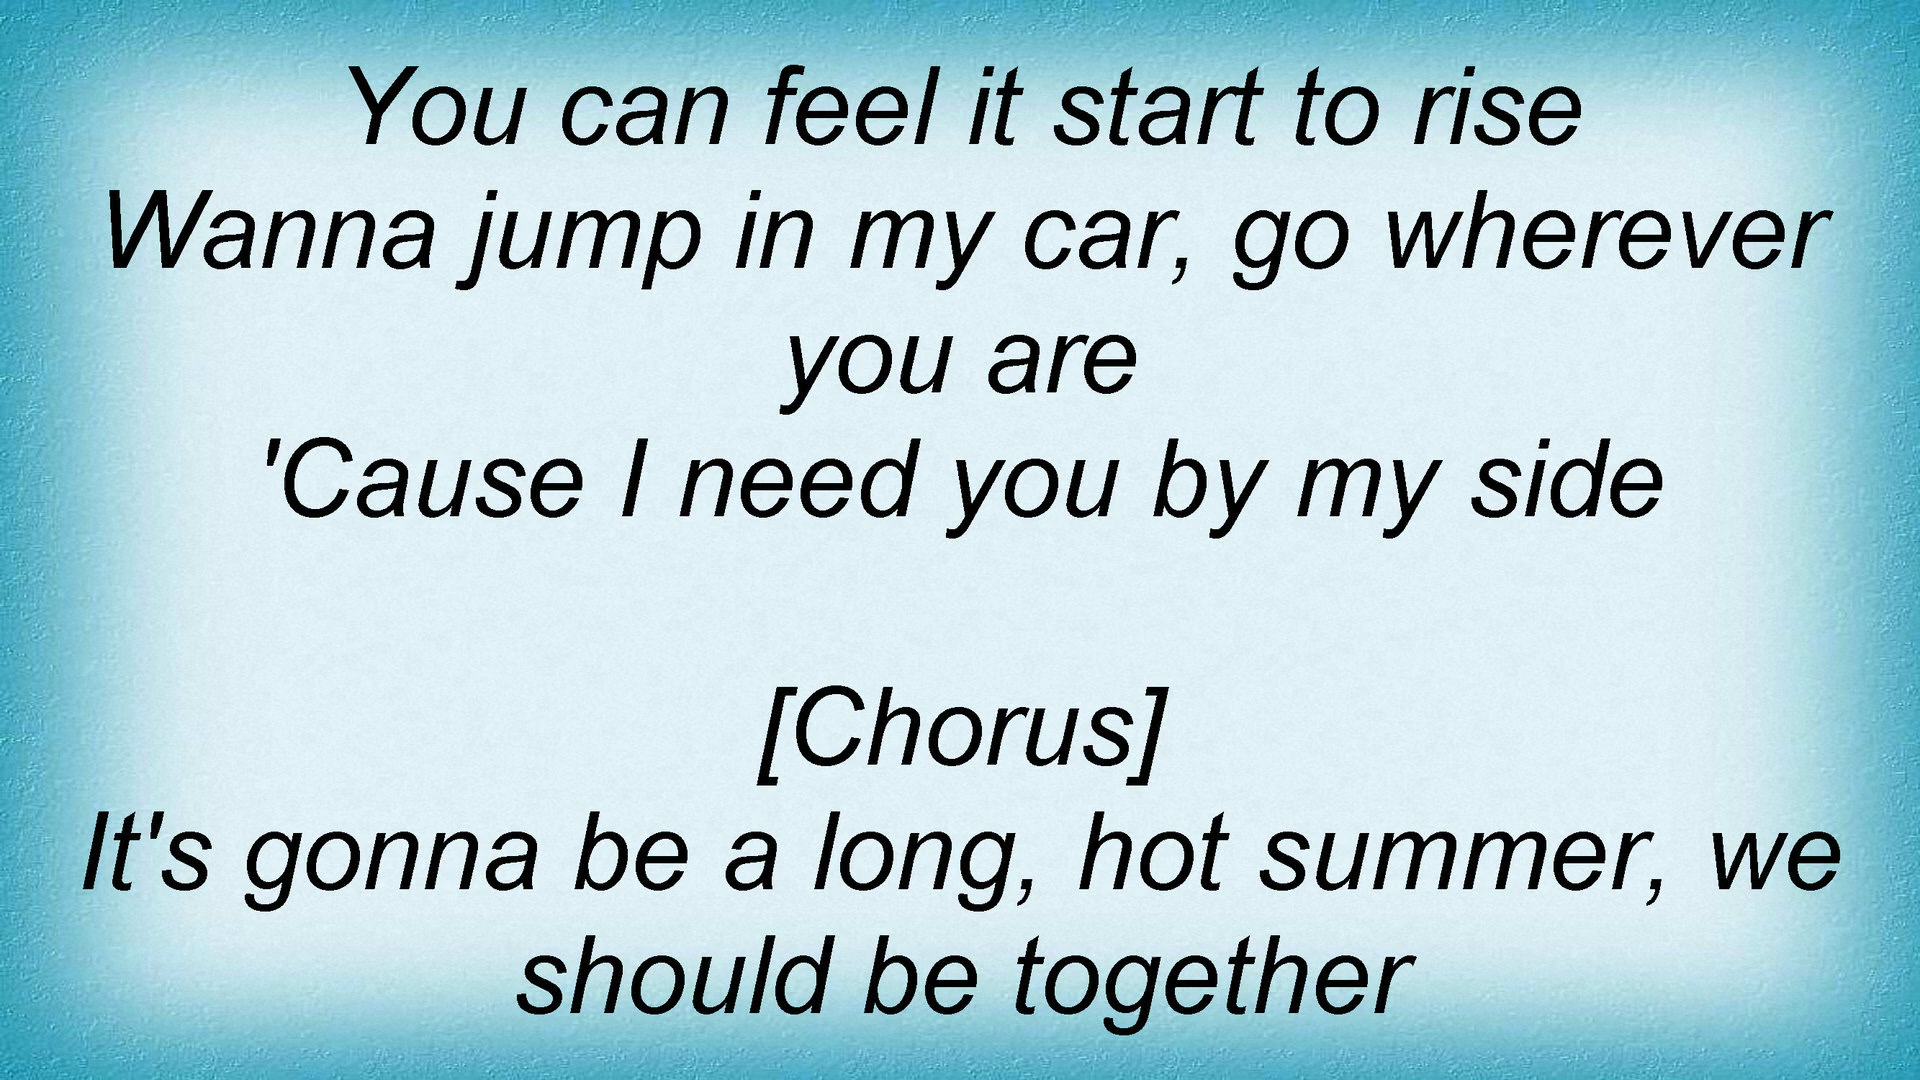 You can feel it start to rise
Wanna jump in my car, go wherever
you are
'Cause I need you by my side
[Chorus]
It's gonna be a long, hot summer, we
should be together